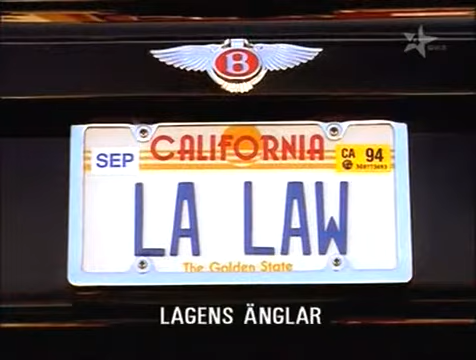 B
CALIFORNIA
SEP
CA 94
LA LAW
The Golden State
LAGENS ÄNGLAR